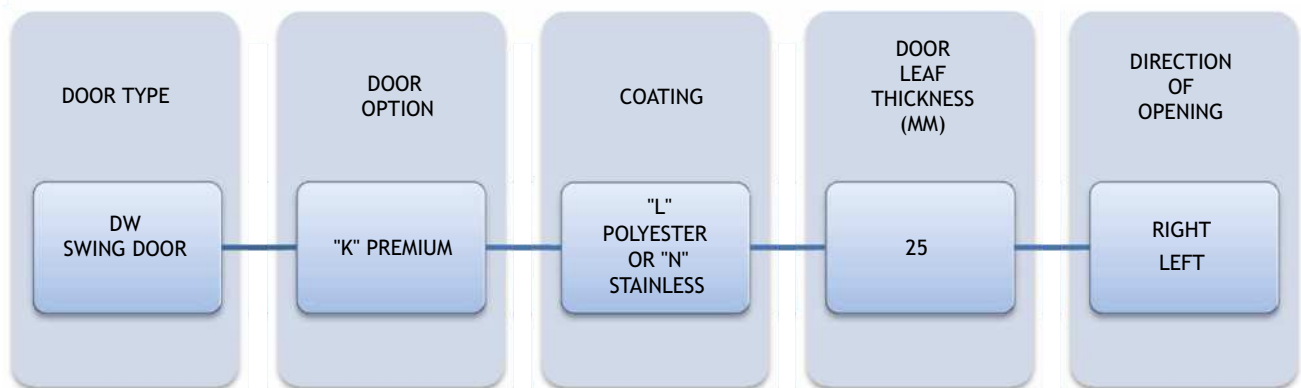 DOOR TYPE
DW
SWING DOOR
DOOR
OPTION
"K" PREMIUM
COATING
"L"
POLYESTER
OR "N"
STAINLESS
DOOR
LEAF
THICKNESS
(MM)
25
DIRECTION
OF
OPENING
RIGHT
LEFT